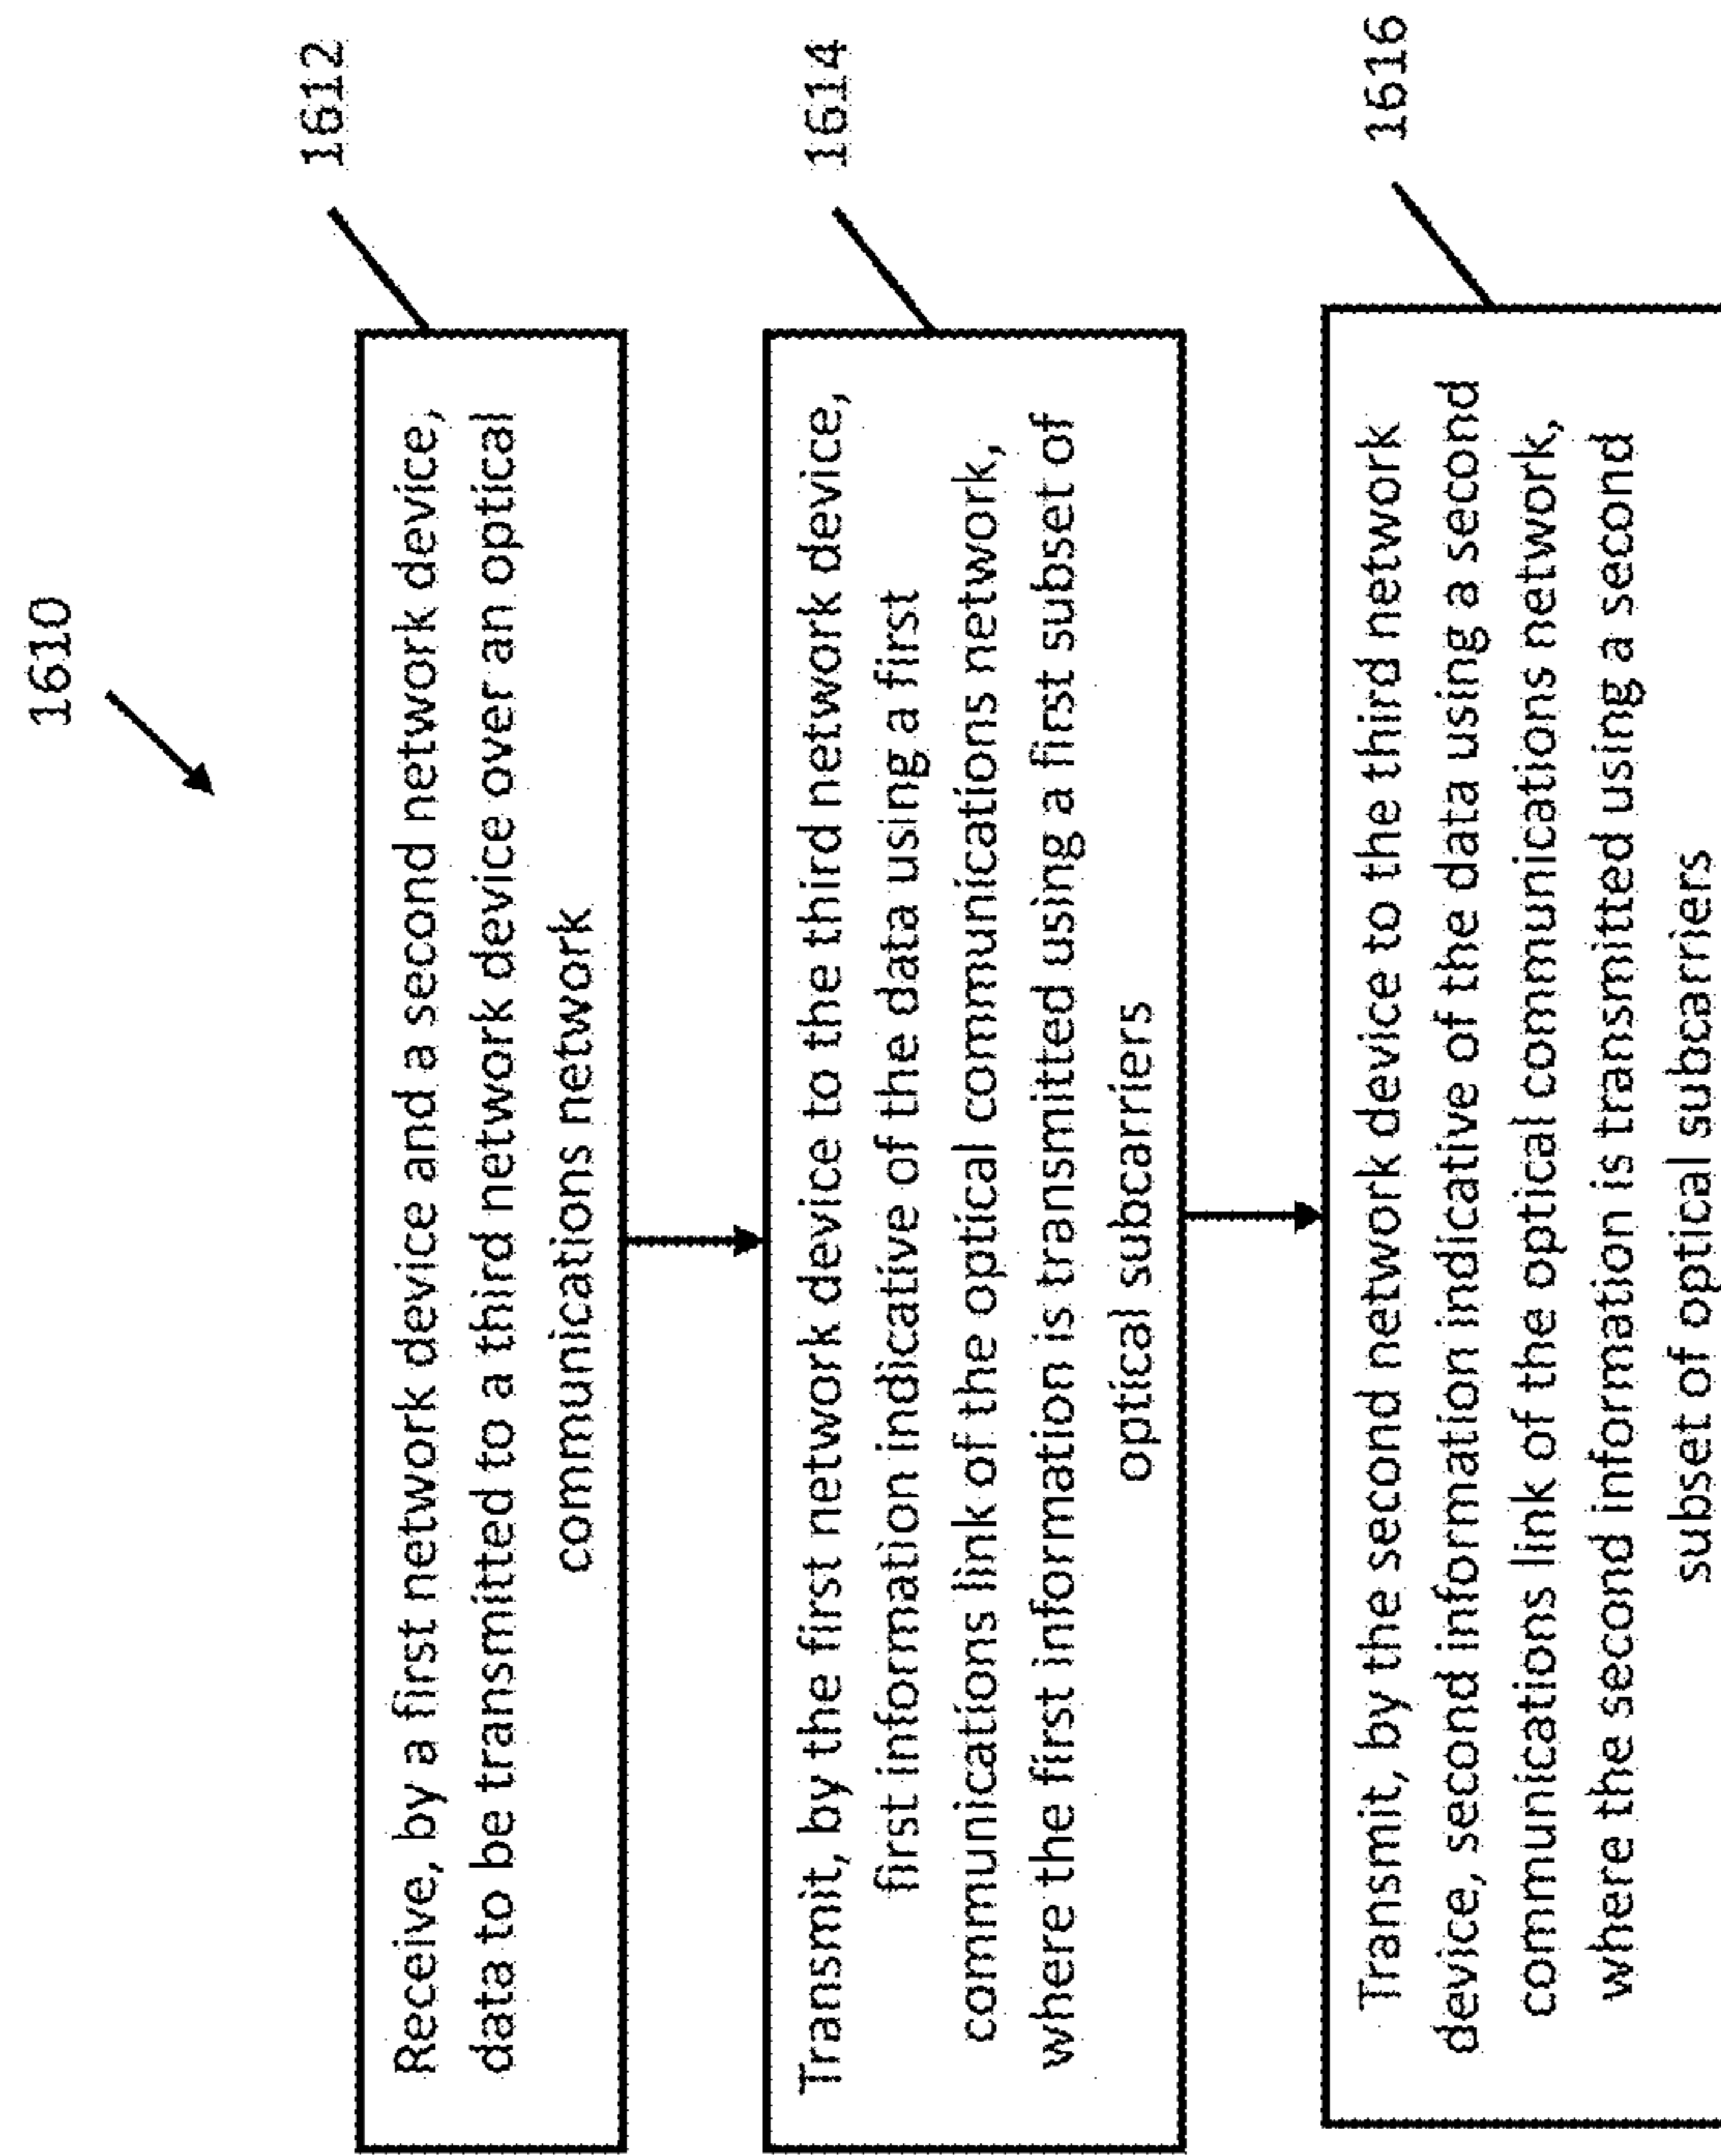 1610
1612
Receive, by a first network device and a second network device,
data to be transmitted to a third network device over an optical
communications network
1614
Transmit, by the first network device to the third network device,
first information indicative of the data using a first
communications link of the optical communications network,
where the first information is transmitted using a first subset of
optical subcarriers
1616
Transmit, by the second network device to the third network
device, second information indicative of the data using a second
communications link of the optical communications network,
where the second information is transmitted using a second
subset of optical subcarriers